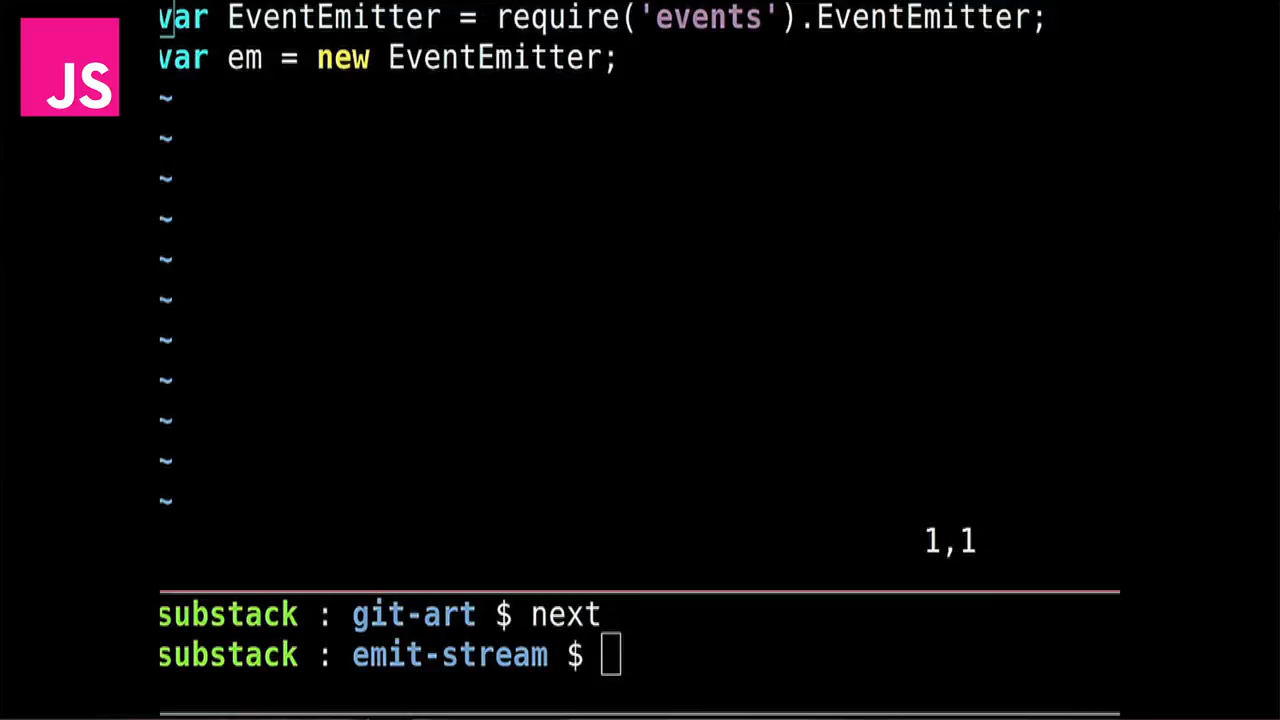 JS
var EventEmitter = require('events').EventEmitter;
var em = new EventEmitter;
~
~
~
~
~
~
~
~
~
~
~
1,1
substack : git-art $ next
substack : emit-stream $